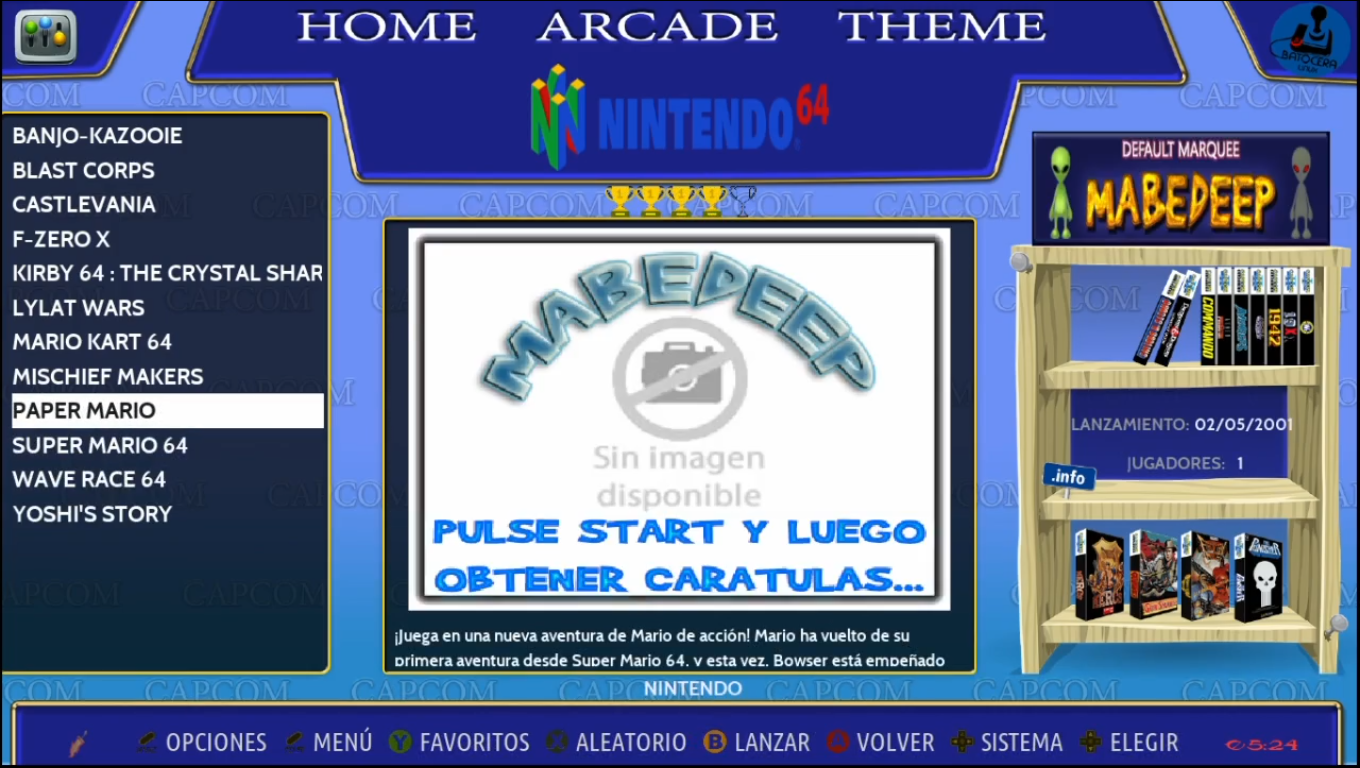 HOME ARCADE THEME
BATOCERA
NINTENDO 64
CAPCOM
BANJO-KAZOOIE
BLAST CORPS
CASTLEVANIA
F-ZERO X
KIRBY 64 : THE CRYSTAL SHAR
LYLAT WARS
MARIO KART 64
MISCHIEF MAKERS
PAPER MARIO
SUPER MARIO 64
WAVE RACE 64
YOSHI'S STORY
MABEDEEP
Sin imagen
disponible
PULSE START Y LUEGO
OBTENER CARATULAS...
¡Juega en una nueva aventura de Mario de acción! Mario ha vuelto de su
primera aventura desde Super Mario 64, y esta vez, Bowser está empeñado
NINTENDO
DEFAULT MARQUEE
MABEDEEP
COMMANDO
1942
LANZAMIENTO: 02/05/2001
JUGADORES: 1
.info
OPCIONES MENÚ Y FAVORITOS ALEATORIO B LANZAR A VOLVER SISTEMA ELEGIR 5:24